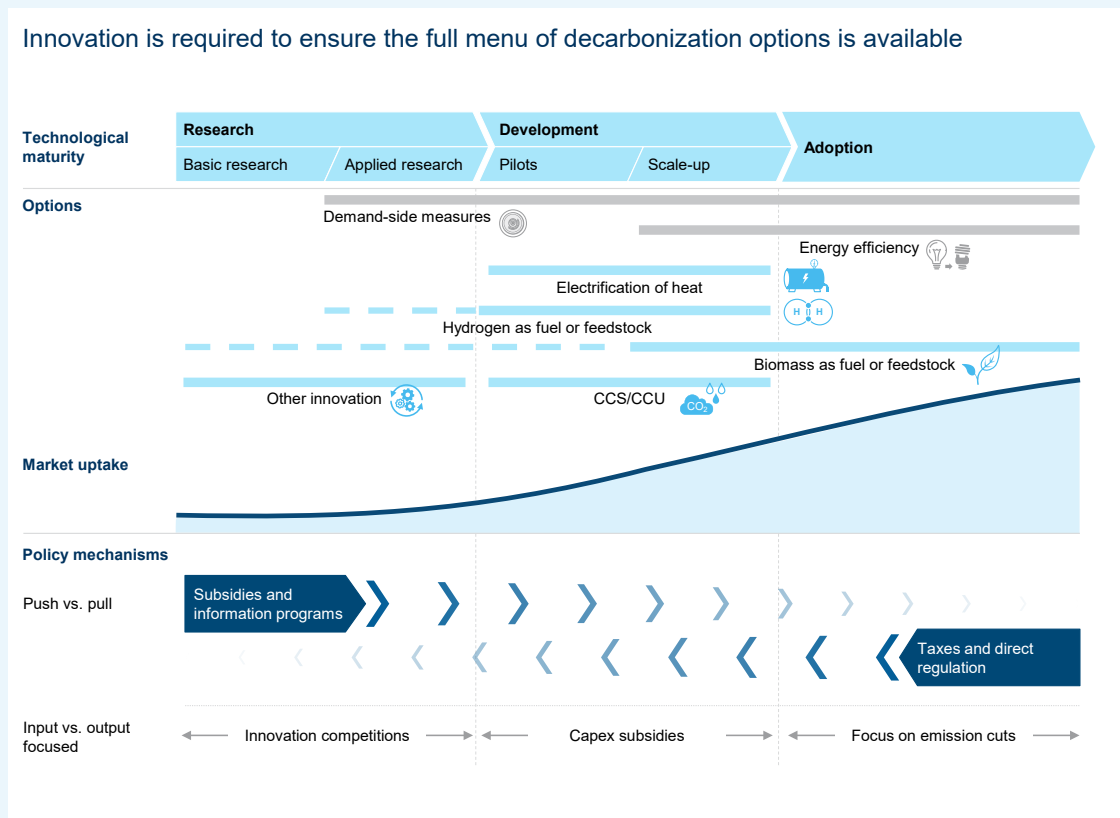 Innovation is required to ensure the full menu of decarbonization options is available
Technological
maturity
Research
Development
Adoption
Basic research
Applied research
Pilots
Scale-up
Options
Demand-side measures
Energy efficiency
Electrification of heat
H H
Hydrogen as fuel or feedstock
Biomass as fuel or feedstock
Other innovation
CCS/CCU
CO₂
Market uptake
Policy mechanisms
Push vs. pull
Subsidies and
information programs
Taxes and direct
regulation
Input vs. output
focused
Innovation competitions
Capex subsidies
Focus on emission cuts